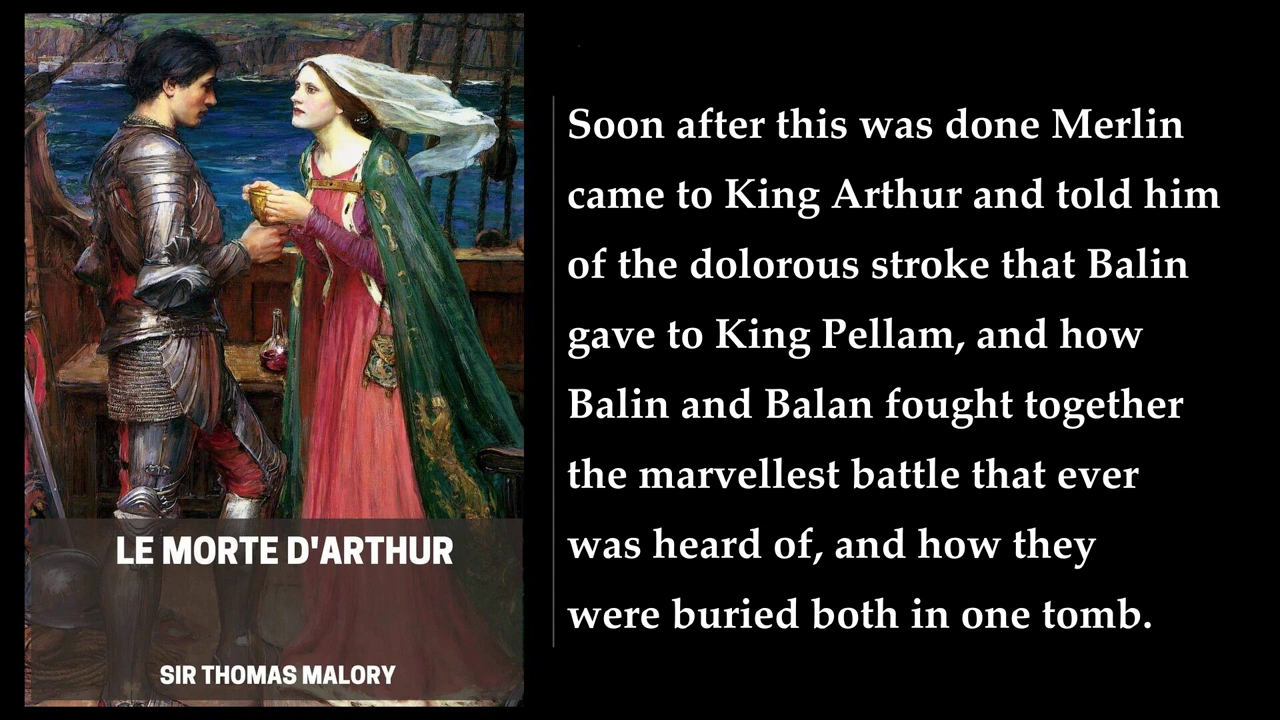 LE MORTE D'ARTHUR
SIR THOMAS MALORY
Soon after this was done Merlin
came to King Arthur and told him
of the dolorous stroke that Balin
gave to King Pellam, and how
Balin and Balan fought together
the marvellest battle that ever
was heard of, and how they
were buried both in one tomb.